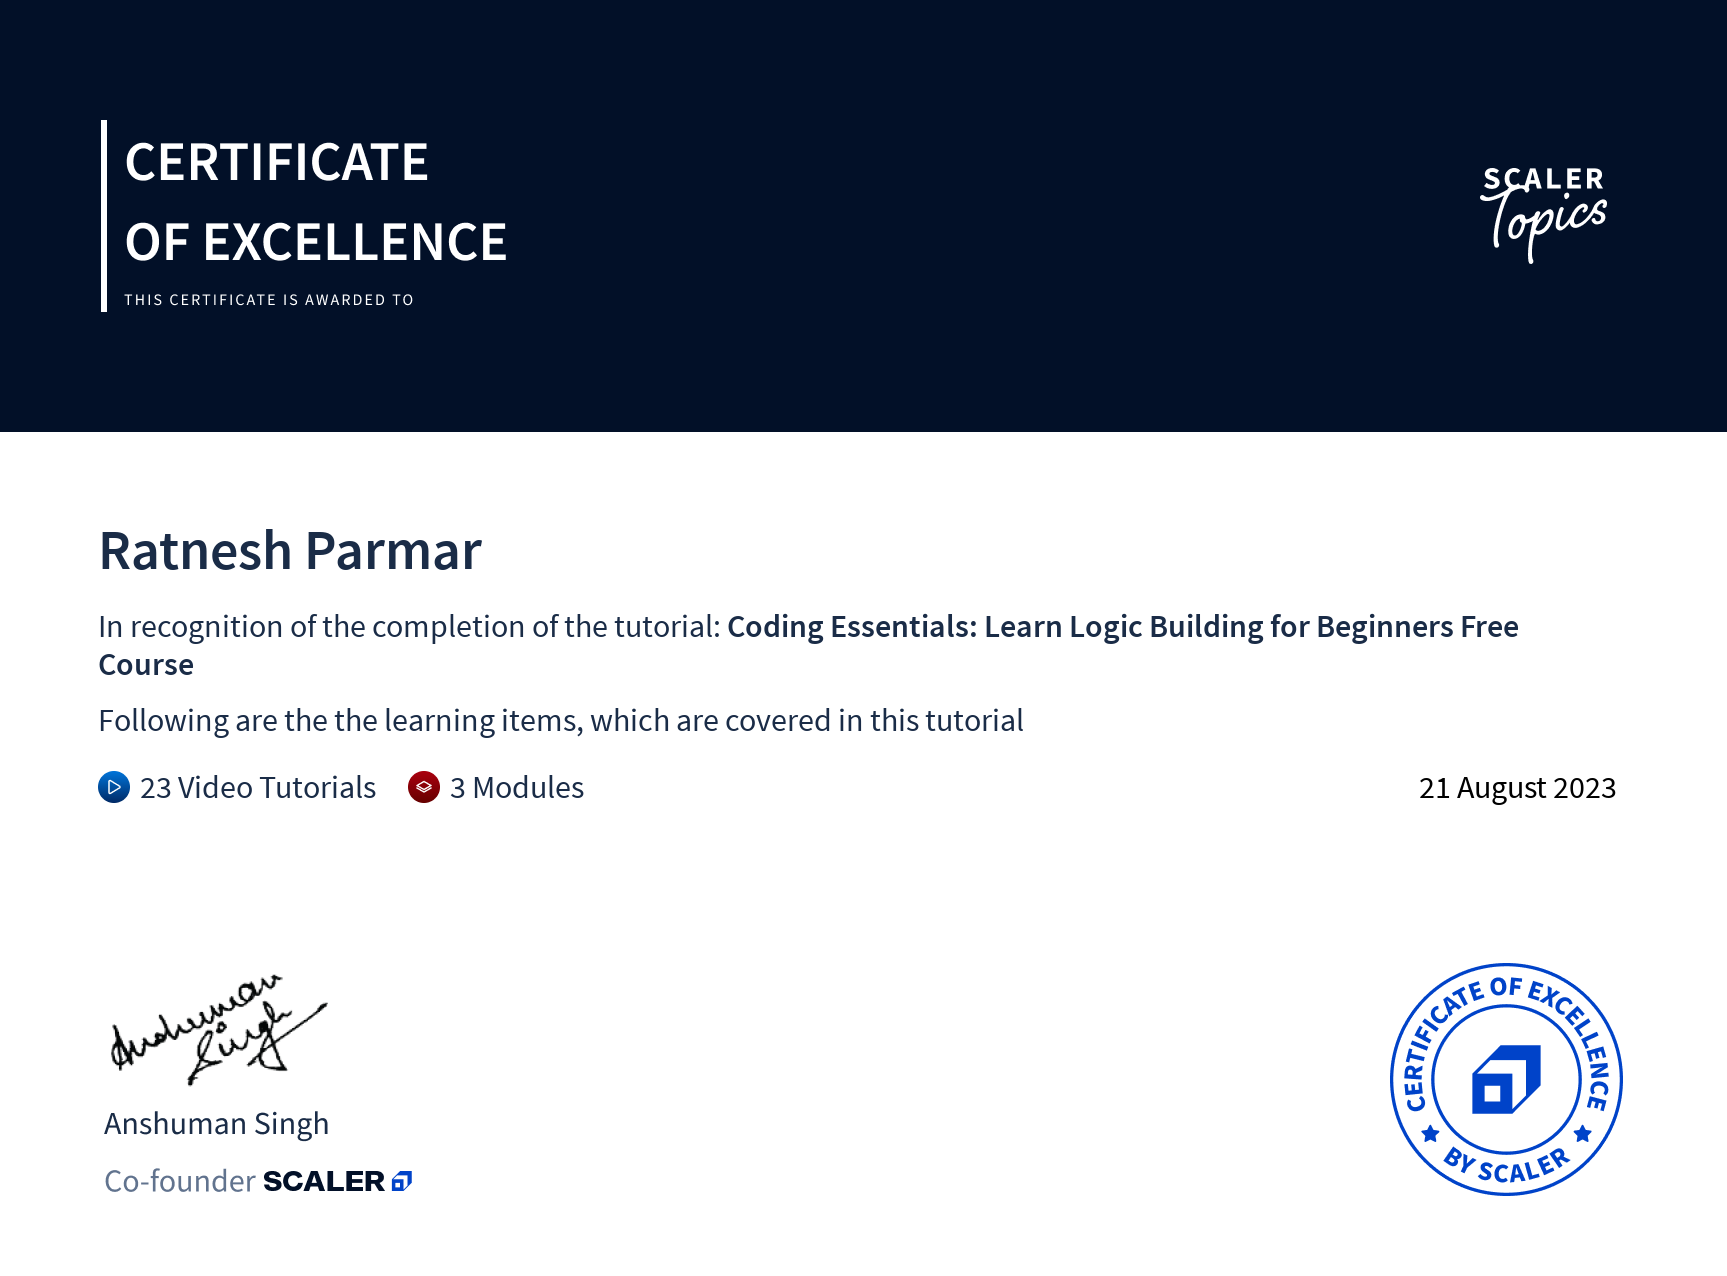 CERTIFICATE
OF EXCELLENCE
THIS CERTIFICATE IS AWARDED TO
SCALER
Topics
Ratnesh Parmar
In recognition of the completion of the tutorial: Coding Essentials: Learn Logic Building for Beginners Free
Course
Following are the the learning items, which are covered in this tutorial
23 Video Tutorials 3 Modules 21 August 2023
Anshuman
Singh
Anshuman Singh
Co-founder SCALER
CERTIFICATE OF EXCELLENCE
BY SCALER